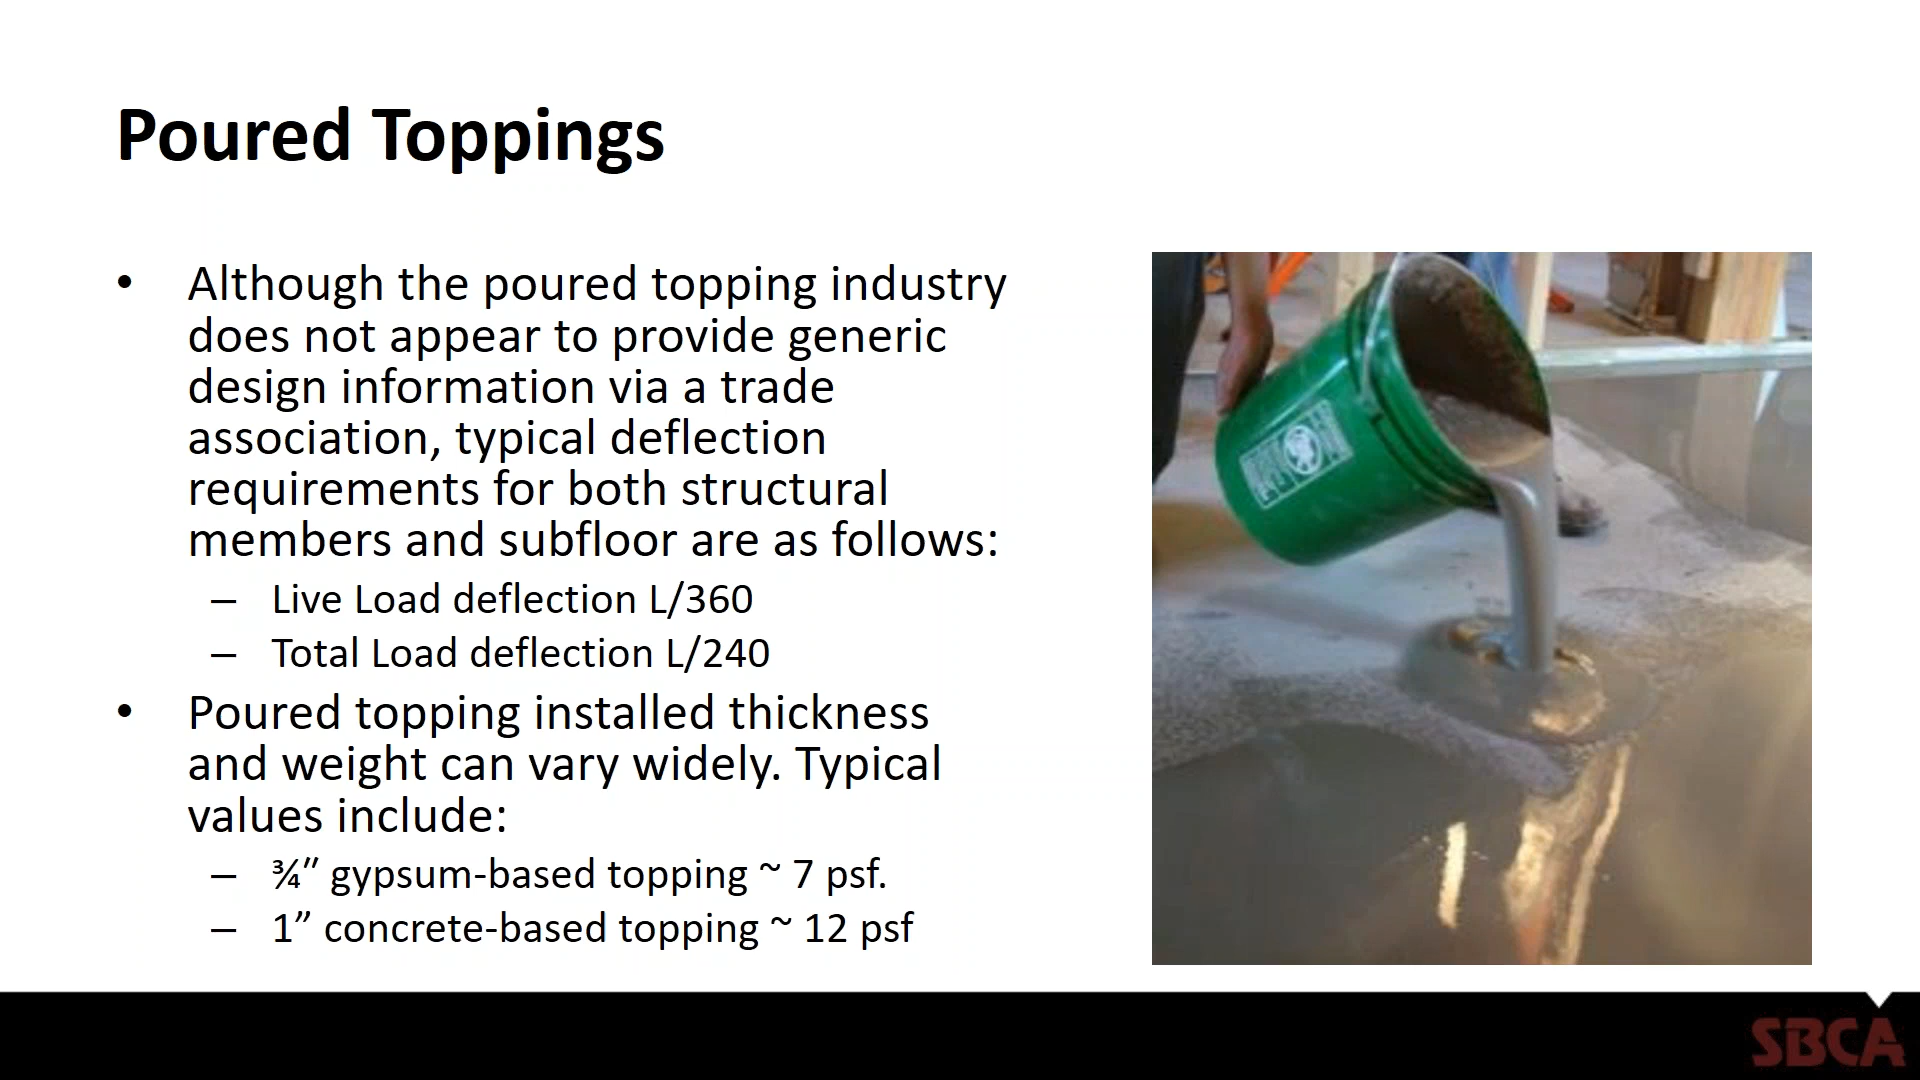 Poured Toppings
• Although the poured topping industry
does not appear to provide generic
design information via a trade
association, typical deflection
requirements for both structural
members and subfloor are as follows:
– Live Load deflection L/360
– Total Load deflection L/240
• Poured topping installed thickness
and weight can vary widely. Typical
values include:
– ¾” gypsum-based topping ~ 7 psf.
– 1” concrete-based topping ~ 12 psf
SBCA